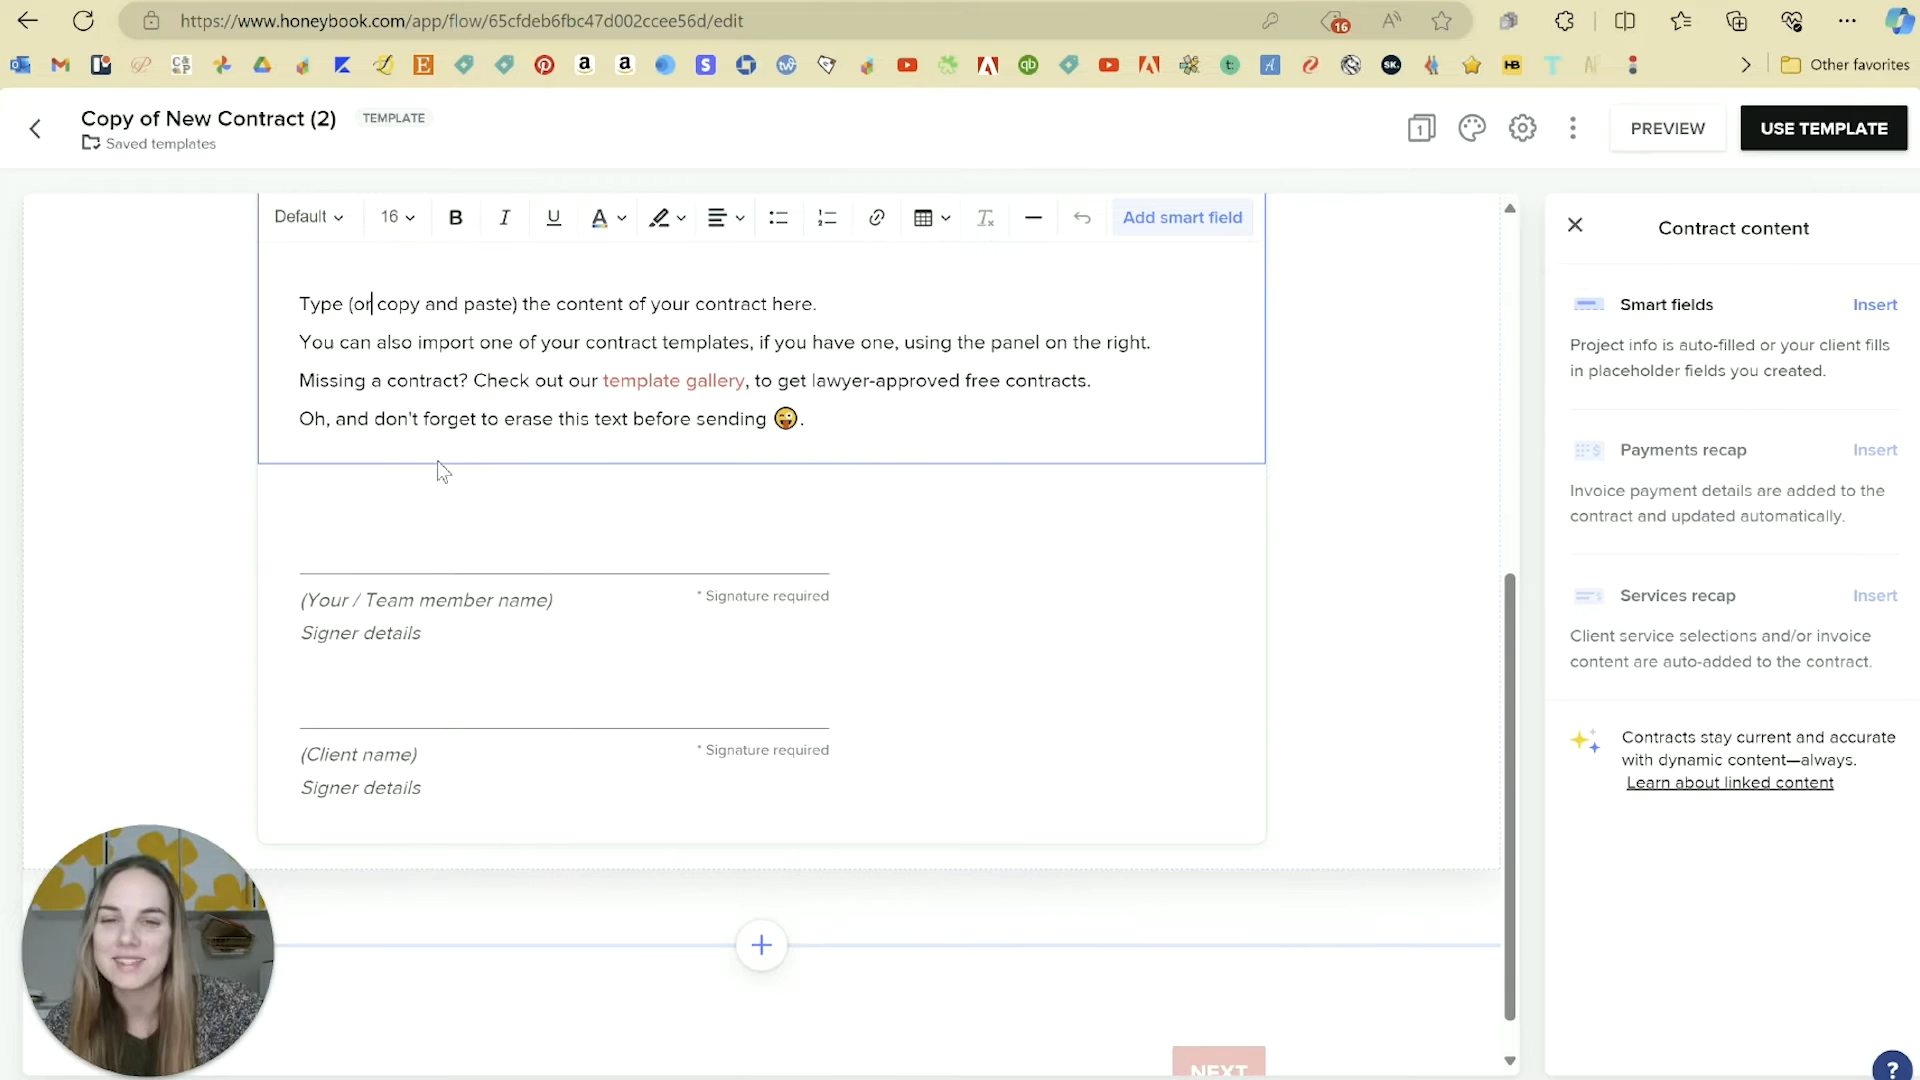 https://www.honeybook.com/app/flow/65cfdeb6fbc47d002ccee56d/edit
16
Other favorites
Copy of New Contract (2)
TEMPLATE
Saved templates
1
PREVIEW
USE TEMPLATE
Default
16
B
I
U
A
Add smart field
Type (or copy and paste) the content of your contract here.
You can also import one of your contract templates, if you have one, using the panel on the right.
Missing a contract? Check out our template gallery, to get lawyer-approved free contracts.
Oh, and don't forget to erase this text before sending 😜.
(Your / Team member name)
* Signature required
Signer details
(Client name)
* Signature required
Signer details
NEXT
Contract content
Smart fields
Insert
Project info is auto-filled or your client fills
in placeholder fields you created.
Payments recap
Insert
Invoice payment details are added to the
contract and updated automatically.
Services recap
Insert
Client service selections and/or invoice
content are auto-added to the contract.
Contracts stay current and accurate
with dynamic content—always.
Learn about linked content
?